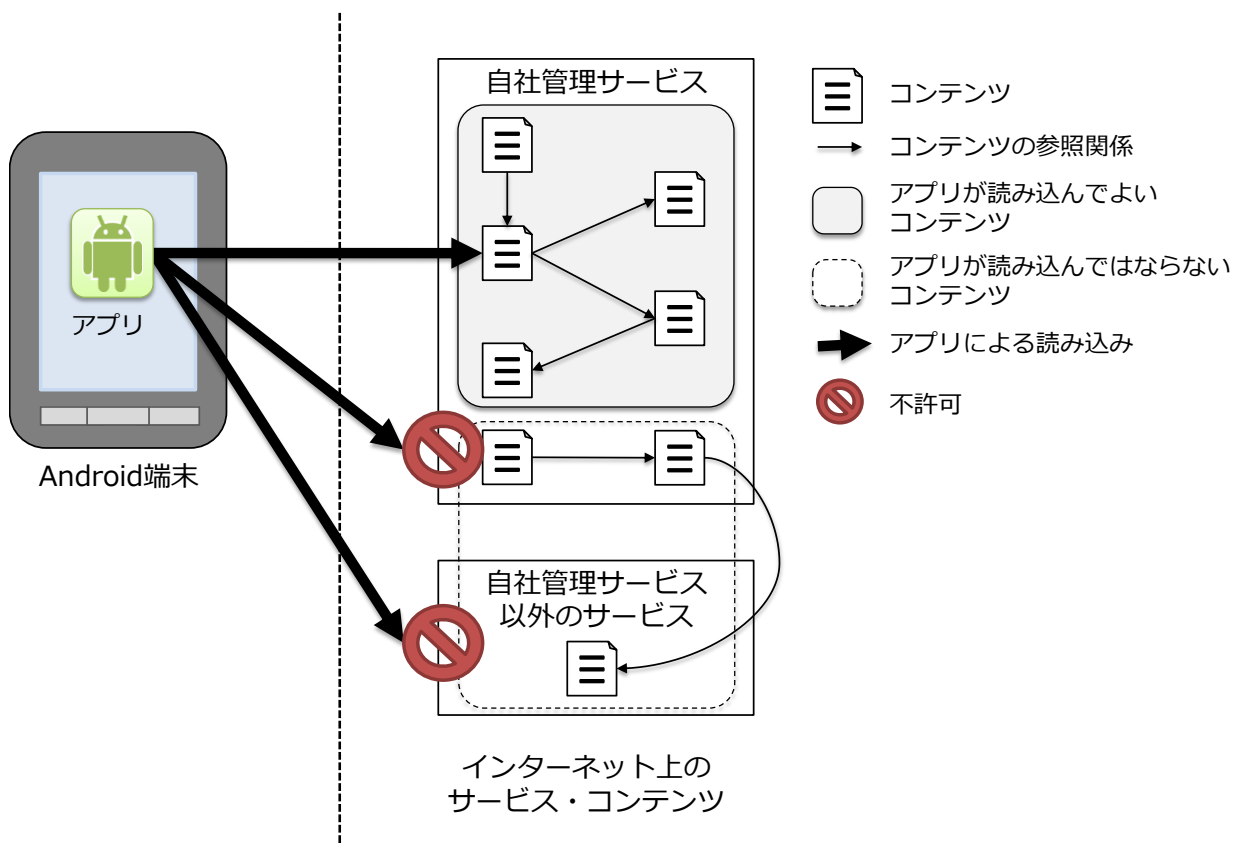 自社管理サービス
コンテンツ
コンテンツの参照関係
アプリが読み込んでよい
コンテンツ
アプリが読み込んではならない
コンテンツ
アプリによる読み込み
不許可
アプリ
Android端末
自社管理サービス
以外のサービス
インターネット上の
サービス・コンテンツ